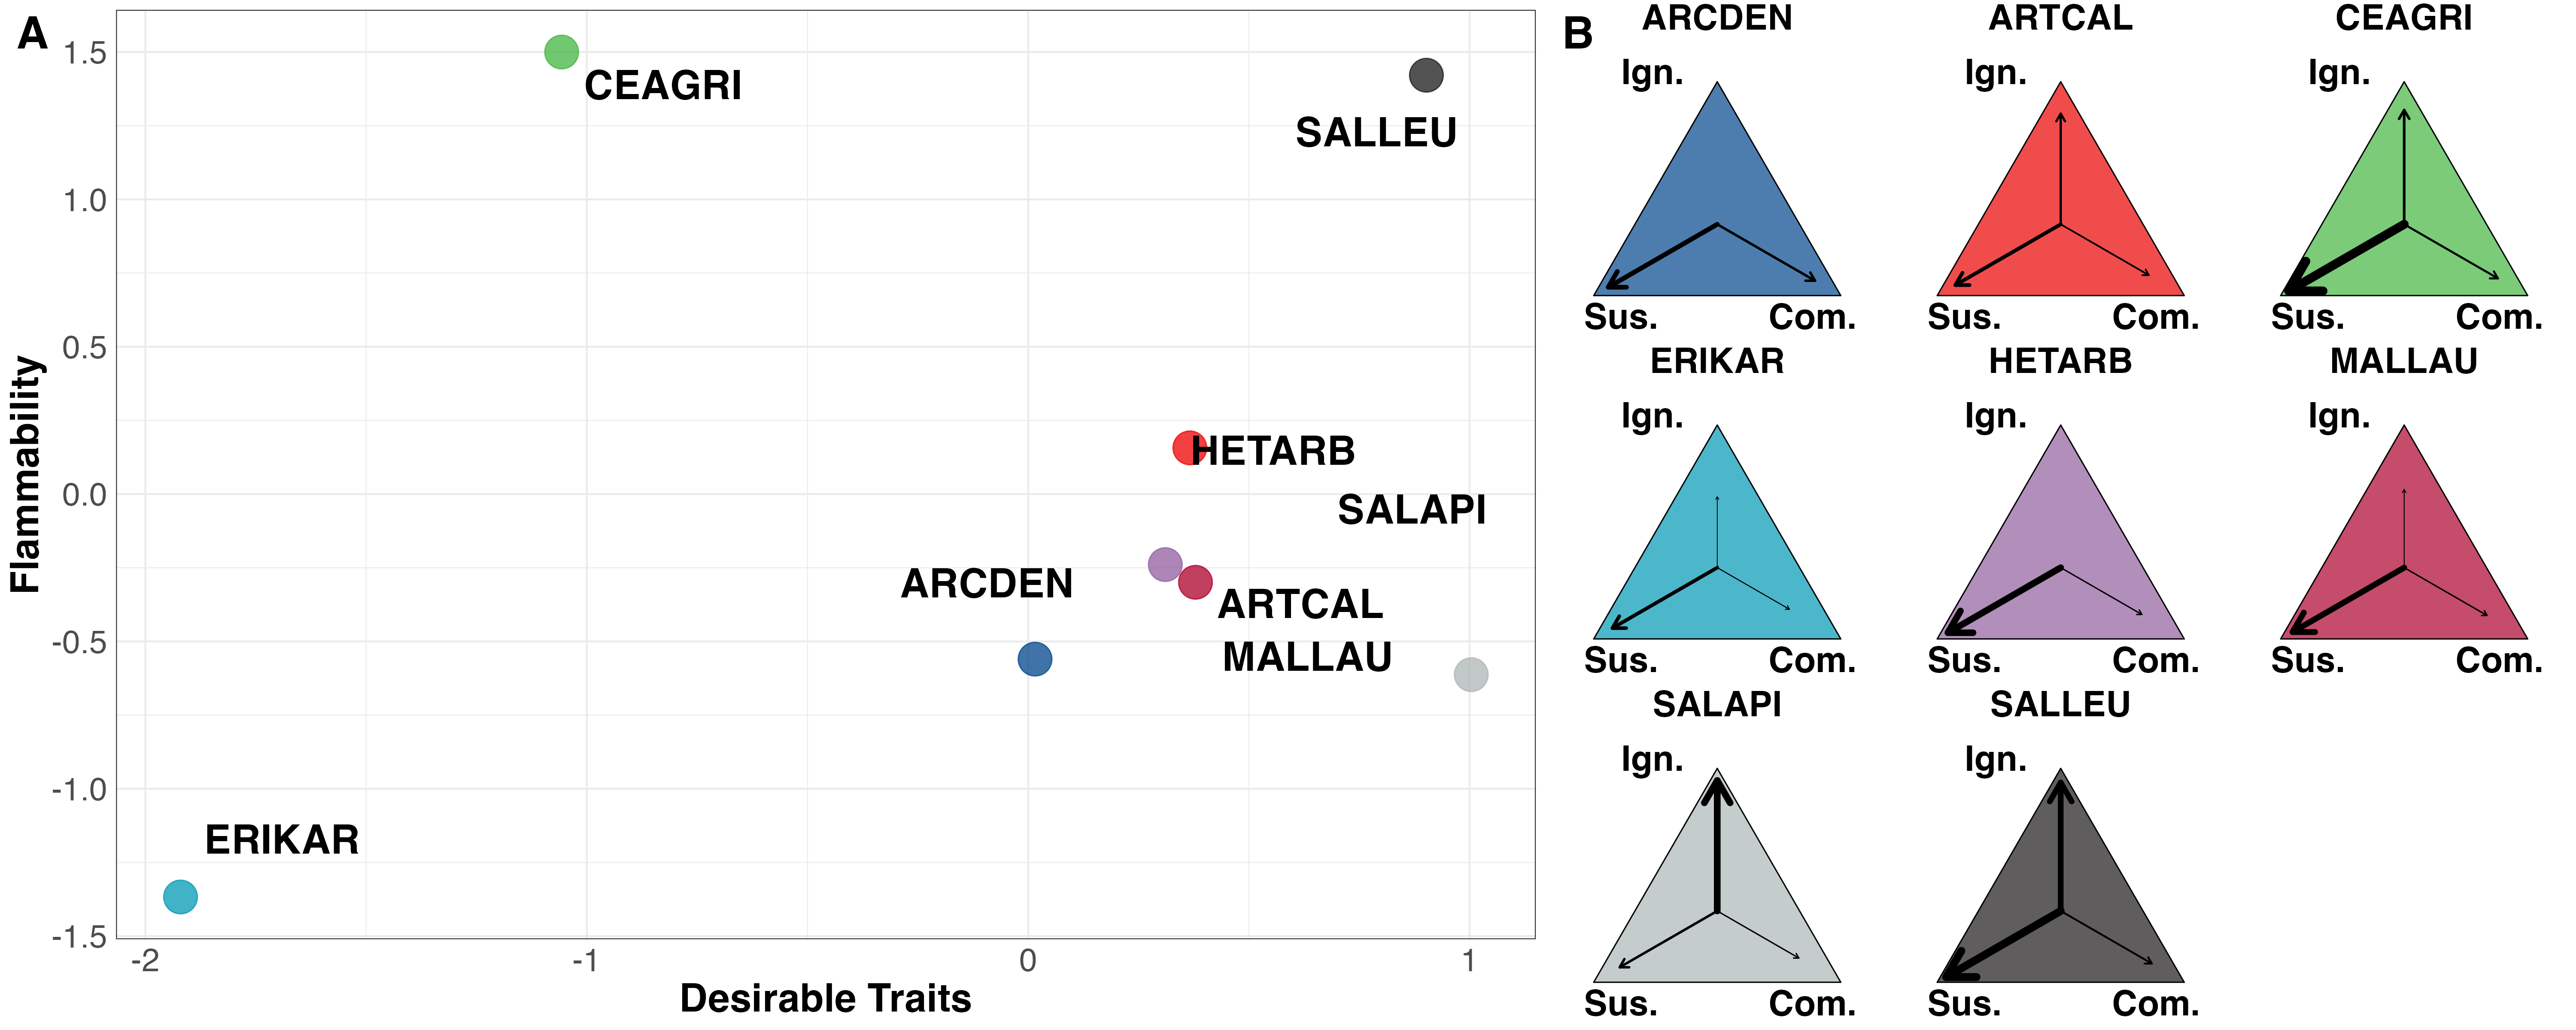 A
1.5
1.0
0.5
0.0
-0.5
-1.0
-1.5
Flammability
CEAGRI
SALLEU
HETARB
SALAPI
ARCDEN
ARTCAL
MALLAU
ERIKAR
-2
-1
0
1
Desirable Traits
B
ARCDEN
Ign.
Sus.
Com.
ARTCAL
Ign.
Sus.
Com.
CEAGRI
Ign.
Sus.
Com.
ERIKAR
Ign.
Sus.
Com.
HETARB
Ign.
Sus.
Com.
MALLAU
Ign.
Sus.
Com.
SALAPI
Ign.
Sus.
Com.
SALLEU
Ign.
Sus.
Com.